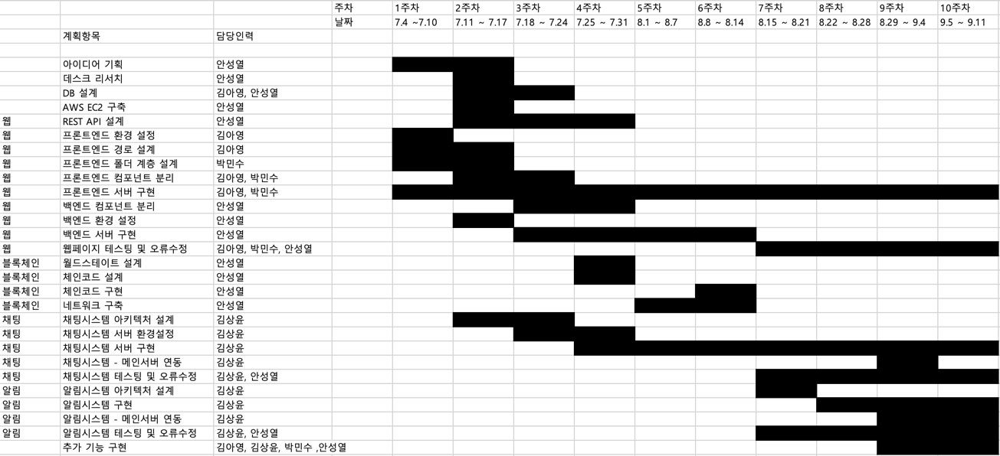 주차 1주차 2주차 3주차 4주차 5주차 6주차 7주차 8주차 9주차 10주차
날짜 7.4 ~7.10 7.11 ~ 7.17 7.18 ~ 7.24 7.25 ~ 7.31 8.1 ~ 8.7 8.8 ~ 8.14 8.15 ~ 8.21 8.22 ~ 8.28 8.29 ~ 9.4 9.5 ~ 9.11
계획항목 담당인력
아이디어 기획 안성열
데스크 리서치 안성열
DB 설계 김아영, 안성열
AWS EC2 구축 안성열
웹 REST API 설계 안성열
웹 프론트엔드 환경 설정 김아영
웹 프론트엔드 경로 설계 김아영
웹 프론트엔드 폴더 계층 설계 박민수
웹 프론트엔드 컴포넌트 분리 김아영, 박민수
웹 프론트엔드 서버 구현 김아영, 박민수
웹 백엔드 컴포넌트 분리 안성열
웹 백엔드 환경 설정 안성열
웹 백엔드 서버 구현 안성열
웹 웹페이지 테스팅 및 오류수정 김아영, 박민수, 안성열
블록체인 월드스테이트 설계 안성열
블록체인 체인코드 설계 안성열
블록체인 체인코드 구현 안성열
블록체인 네트워크 구축 안성열
채팅 채팅시스템 아키텍처 설계 김상윤
채팅 채팅시스템 서버 환경설정 김상윤
채팅 채팅시스템 서버 구현 김상윤
채팅 채팅시스템 - 메인서버 연동 김상윤
채팅 채팅시스템 테스팅 및 오류수정 김상윤, 안성열
알림 알림시스템 아키텍처 설계 김상윤
알림 알림시스템 구현 김상윤
알림 알림시스템 - 메인서버 연동 김상윤
알림 알림시스템 테스팅 및 오류수정 김상윤, 안성열
추가 기능 구현 김아영, 김상윤, 박민수 ,안성열